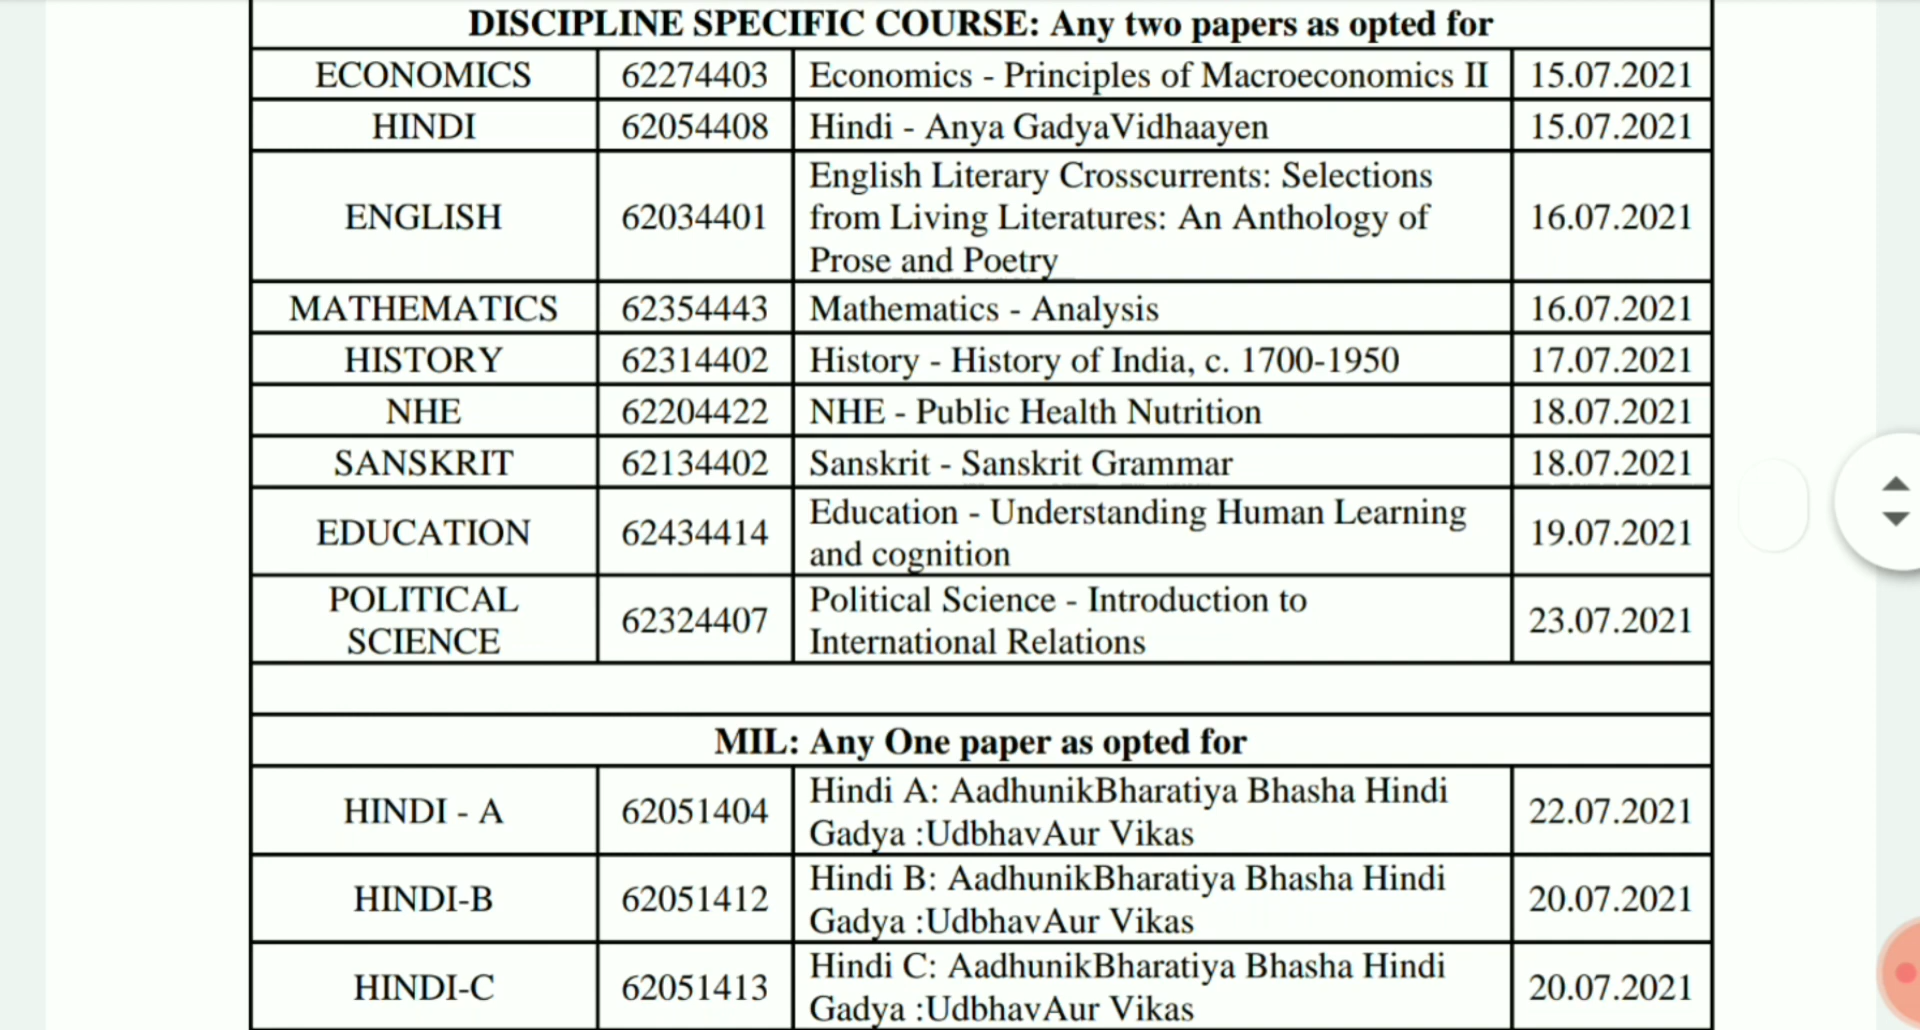 DISCIPLINE SPECIFIC COURSE: Any two papers as opted for
ECONOMICS 62274403 Economics - Principles of Macroeconomics II 15.07.2021
HINDI 62054408 Hindi - Anya GadyaVidhaayen 15.07.2021
ENGLISH 62034401 English Literary Crosscurrents: Selections
from Living Literatures: An Anthology of
Prose and Poetry 16.07.2021
MATHEMATICS 62354443 Mathematics - Analysis 16.07.2021
HISTORY 62314402 History - History of India, c. 1700-1950 17.07.2021
NHE 62204422 NHE - Public Health Nutrition 18.07.2021
SANSKRIT 62134402 Sanskrit - Sanskrit Grammar 18.07.2021
EDUCATION 62434414 Education - Understanding Human Learning
and cognition 19.07.2021
POLITICAL
SCIENCE 62324407 Political Science - Introduction to
International Relations 23.07.2021
MIL: Any One paper as opted for
HINDI - A 62051404 Hindi A: AadhunikBharatiya Bhasha Hindi
Gadya :UdbhavAur Vikas 22.07.2021
HINDI-B 62051412 Hindi B: AadhunikBharatiya Bhasha Hindi
Gadya :UdbhavAur Vikas 20.07.2021
HINDI-C 62051413 Hindi C: AadhunikBharatiya Bhasha Hindi
Gadya :UdbhavAur Vikas 20.07.2021